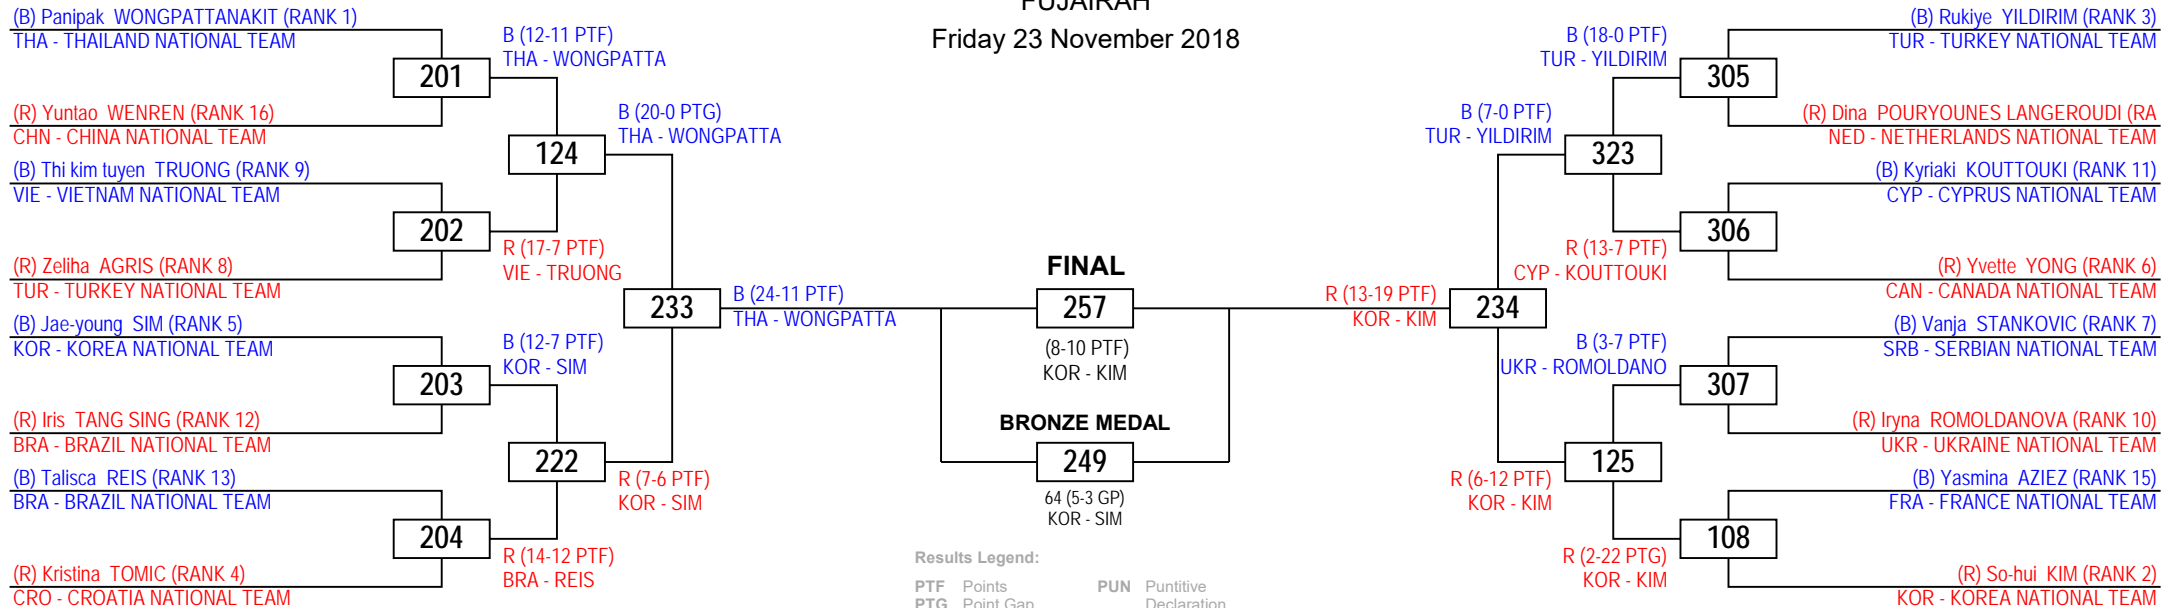 FUJAIRAH
Friday 23 November 2018
(B) Panipak WONGPATTANAKIT (RANK 1)
THA - THAILAND NATIONAL TEAM
201
(R) Yuntao WENREN (RANK 16)
CHN - CHINA NATIONAL TEAM
(B) Thi kim tuyen TRUONG (RANK 9)
VIE - VIETNAM NATIONAL TEAM
202
(R) Zeliha AGRIS (RANK 8)
TUR - TURKEY NATIONAL TEAM
(B) Jae-young SIM (RANK 5)
KOR - KOREA NATIONAL TEAM
203
(R) Iris TANG SING (RANK 12)
BRA - BRAZIL NATIONAL TEAM
(B) Talisca REIS (RANK 13)
BRA - BRAZIL NATIONAL TEAM
204
(R) Kristina TOMIC (RANK 4)
CRO - CROATIA NATIONAL TEAM
B (12-11 PTF)
THA - WONGPATTA
124
R (17-7 PTF)
VIE - TRUONG
B (12-7 PTF)
KOR - SIM
222
R (14-12 PTF)
BRA - REIS
B (20-0 PTG)
THA - WONGPATTA
233
R (7-6 PTF)
KOR - SIM
B (24-11 PTF)
THA - WONGPATTA
FINAL
257
(8-10 PTF)
KOR - KIM
BRONZE MEDAL
249
64 (5-3 GP)
KOR - SIM
Results Legend:
PTF Points PUN Puntitive
PTG Point Gap Declaration
R (13-19 PTF)
KOR - KIM
234
B (7-0 PTF)
TUR - YILDIRIM
R (6-12 PTF)
KOR - KIM
B (18-0 PTF)
TUR - YILDIRIM
323
R (13-7 PTF)
CYP - KOUTTOUKI
B (3-7 PTF)
UKR - ROMOLDANO
125
R (2-22 PTG)
KOR - KIM
(B) Rukiye YILDIRIM (RANK 3)
TUR - TURKEY NATIONAL TEAM
305
(R) Dina POURYOUNES LANGEROUDI (RA
NED - NETHERLANDS NATIONAL TEAM
(B) Kyriaki KOUTTOUKI (RANK 11)
CYP - CYPRUS NATIONAL TEAM
306
(R) Yvette YONG (RANK 6)
CAN - CANADA NATIONAL TEAM
(B) Vanja STANKOVIC (RANK 7)
SRB - SERBIAN NATIONAL TEAM
307
(R) Iryna ROMOLDANOVA (RANK 10)
UKR - UKRAINE NATIONAL TEAM
(B) Yasmina AZIEZ (RANK 15)
FRA - FRANCE NATIONAL TEAM
108
(R) So-hui KIM (RANK 2)
KOR - KOREA NATIONAL TEAM